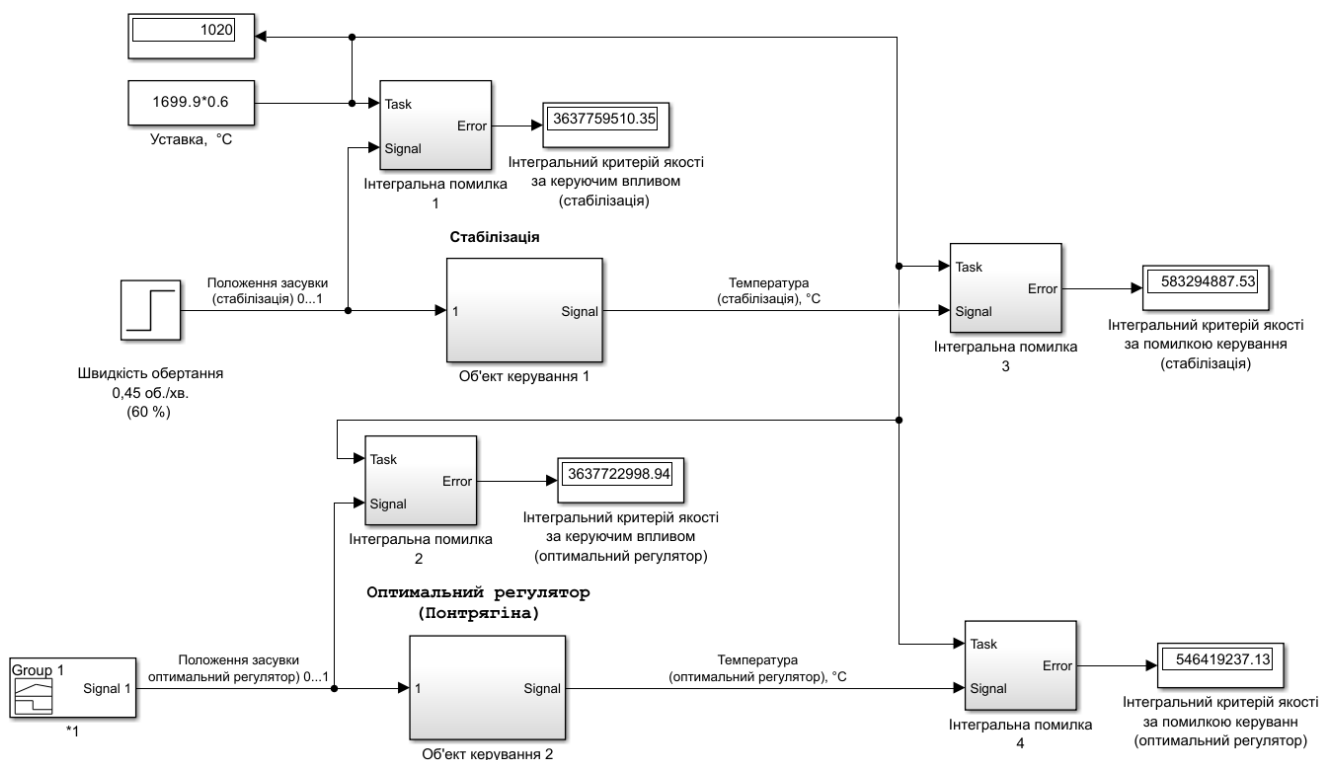 1020
1699.9*0.6
Уставка, °C
Task
Signal
Error
Інтегральна помилка
1
3637759510.35
Інтегральний критерій якості
за керуючим впливом
(стабілізація)
Стабілізація
Положення засувки
(стабілізація) 0...1
1
Signal
Об'ект керування 1
Температура
(стабілізація), °C
Task
Signal
Error
Інтегральна помилка
3
583294887.53
Інтегральний критерій якості
за помилкою керування
(стабілізація)
Швидкість обертання
0,45 об./хв.
(60 %)
Task
Signal
Error
Інтегральна помилка
2
3637722998.94
Інтегральний критерій якості
за керуючим впливом
(оптимальний регулятор)
Оптимальний регулятор
(Понтрягіна)
Group 1
Signal 1
*1
Положення засувки
оптимальний регулятор) 0...1
1
Signal
Об'ект керування 2
Температура
(оптимальний регулятор), °C
Task
Signal
Error
Інтегральна помилка
4
546419237.13
Інтегральний критерій якості
за помилкою керуванн
(оптимальний регулятор)